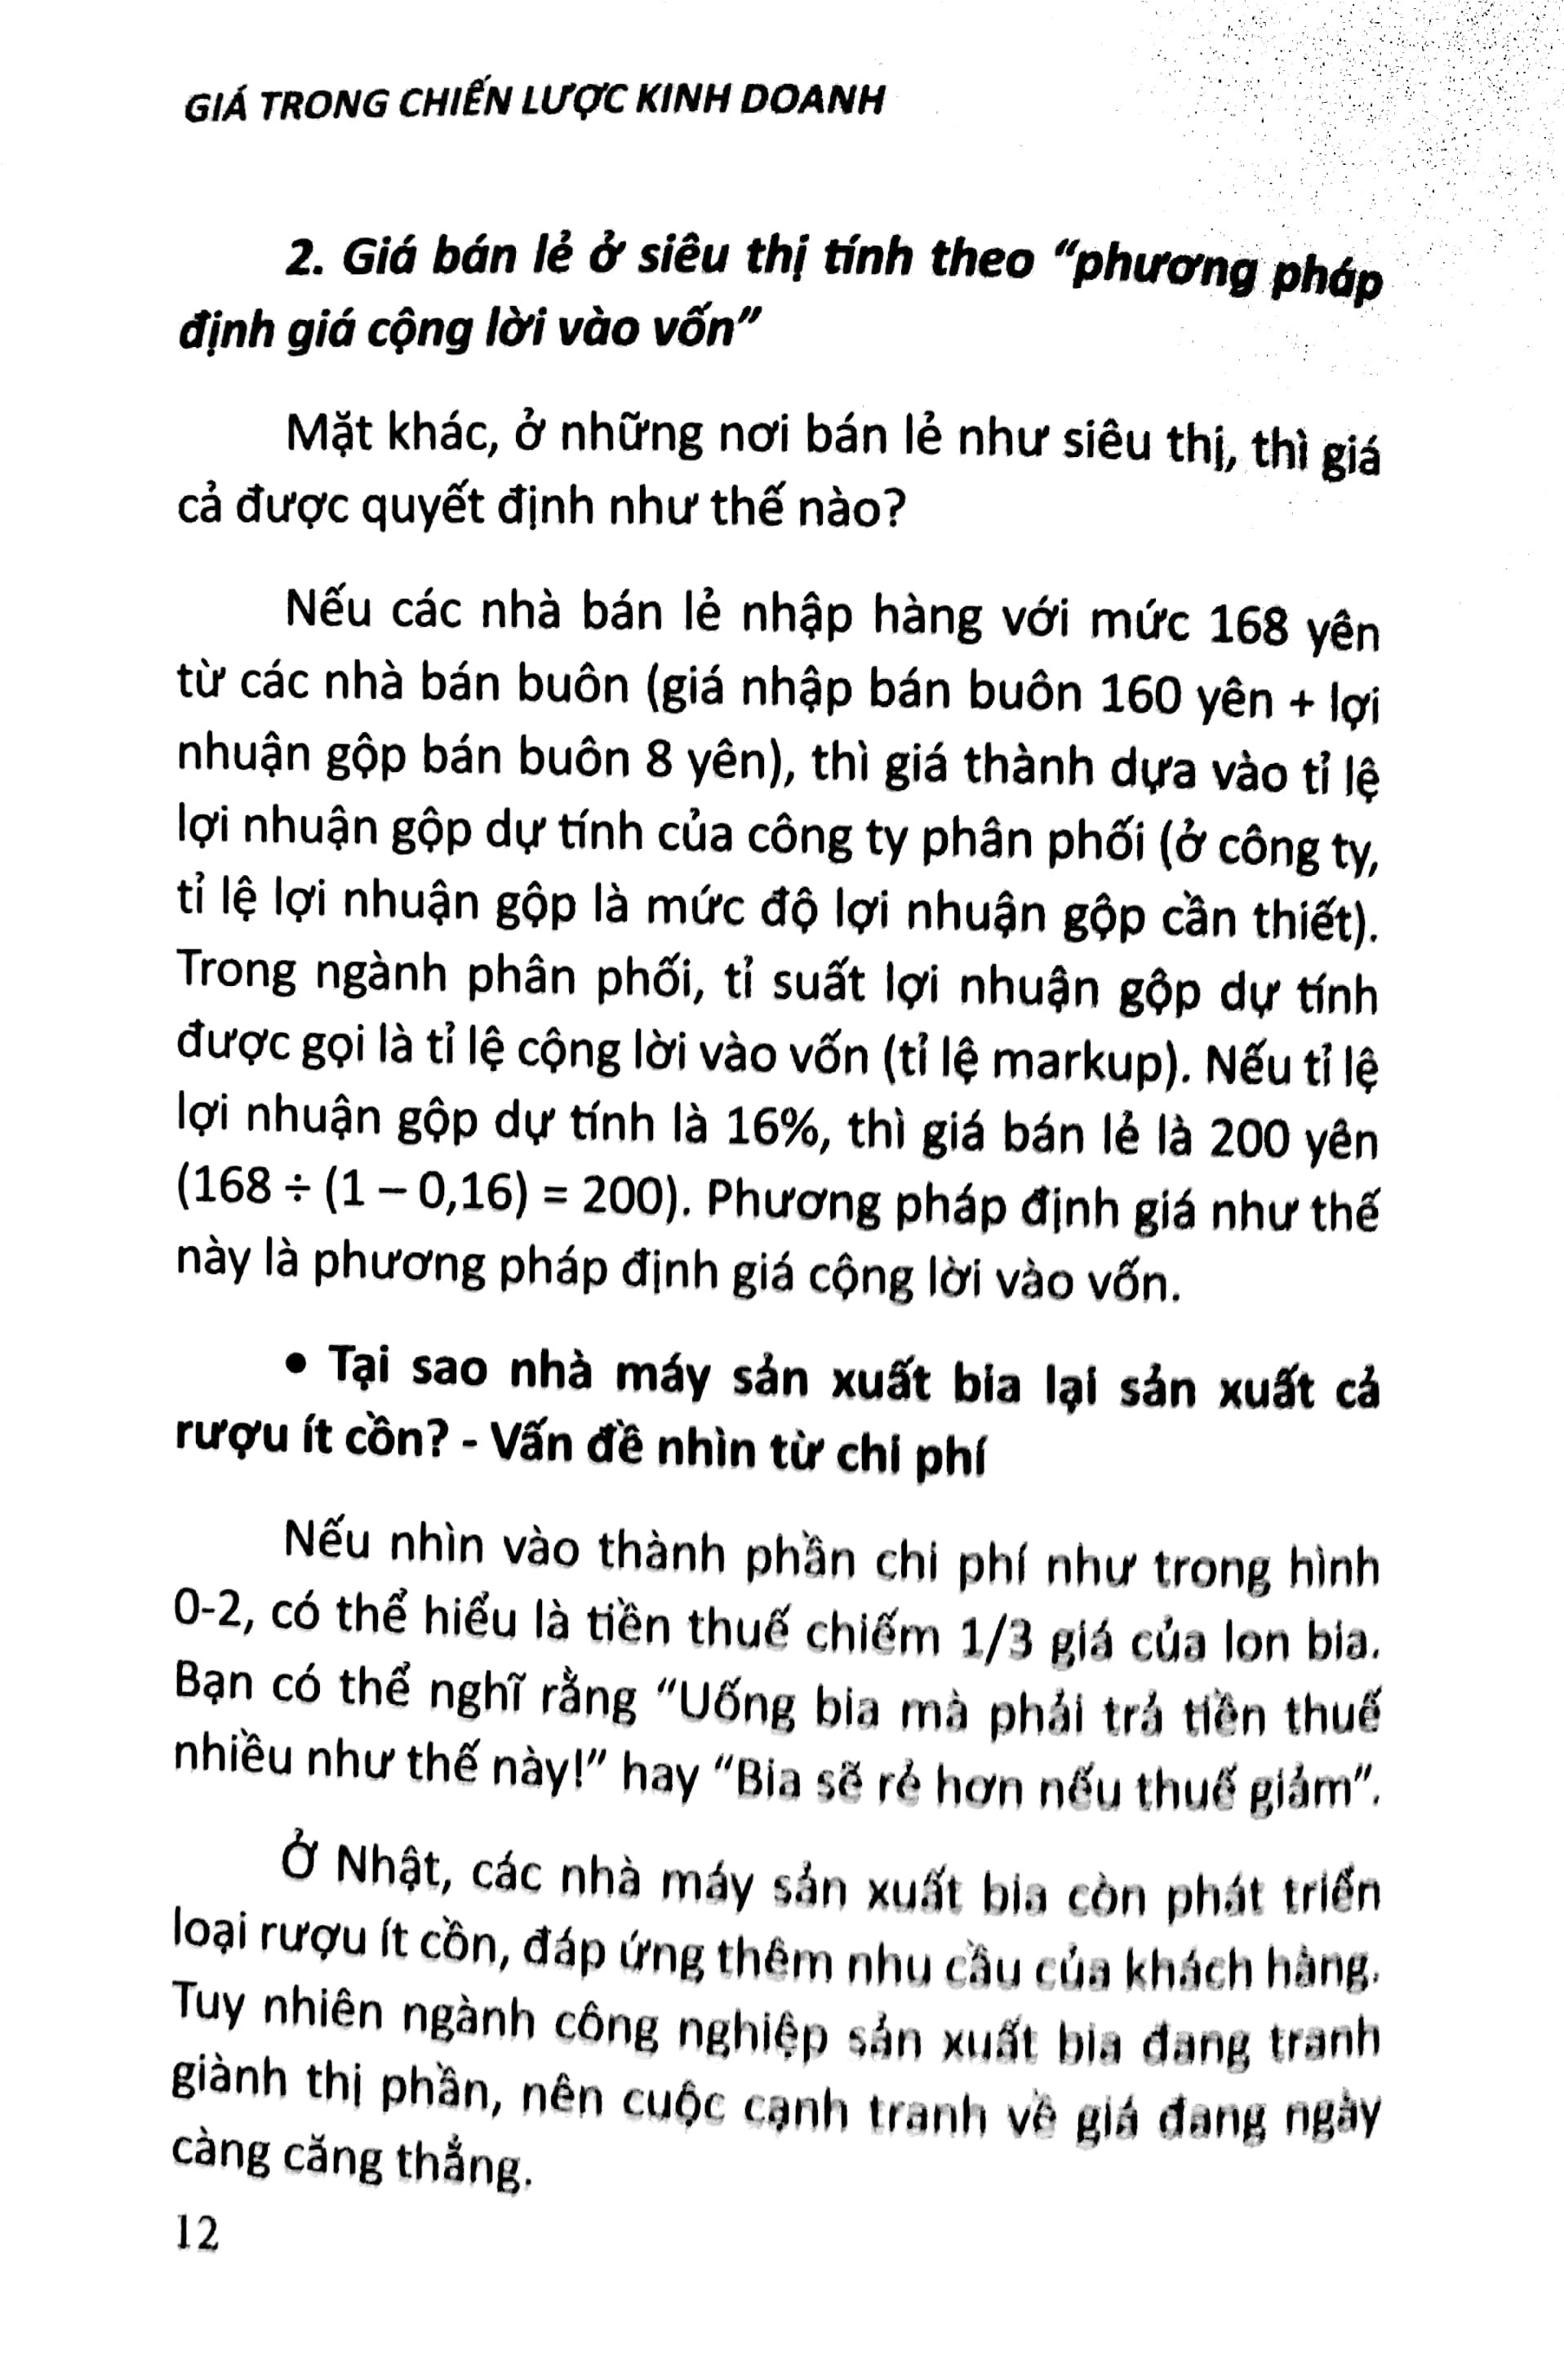 GIÁ TRONG CHIẾN LƯỢC KINH DOANH
2. Giá bán lẻ ở siêu thị tính theo “phương pháp
định giá cộng lời vào vốn”
Mặt khác, ở những nơi bán lẻ như siêu thị, thì giá
cả được quyết định như thế nào?
Nếu các nhà bán lẻ nhập hàng với mức 168 yên
từ các nhà bán buôn (giá nhập bán buôn 160 yên + lợi
nhuận gộp bán buôn 8 yên), thì giá thành dựa vào tỉ lệ
lợi nhuận gộp dự tính của công ty phân phối (ở công ty,
tỉ lệ lợi nhuận gộp là mức độ lợi nhuận gộp cần thiết).
Trong ngành phân phối, tỉ suất lợi nhuận gộp dự tính
được gọi là tỉ lệ cộng lời vào vốn (tỉ lệ markup). Nếu tỉ lệ
lợi nhuận gộp dự tính là 16%, thì giá bán lẻ là 200 yên
(168 ÷ (1 – 0,16) = 200). Phương pháp định giá như thế
này là phương pháp định giá cộng lời vào vốn.
• Tại sao nhà máy sản xuất bia lại sản xuất cả
rượu ít cồn? - Vấn đề nhìn từ chi phí
Nếu nhìn vào thành phần chi phí như trong hình
0-2, có thể hiểu là tiền thuế chiếm 1/3 giá của lon bia.
Bạn có thể nghĩ rằng “Uống bia mà phải trả tiền thuế
nhiều như thế này!” hay “Bia sẽ rẻ hơn nếu thuế giảm”.
Ở Nhật, các nhà máy sản xuất bia còn phát triển
loại rượu ít cồn, đáp ứng thêm nhu cầu của khách hàng.
Tuy nhiên ngành công nghiệp sản xuất bia đang tranh
giành thị phần, nên cuộc cạnh tranh về giá đang ngày
càng căng thẳng.
12